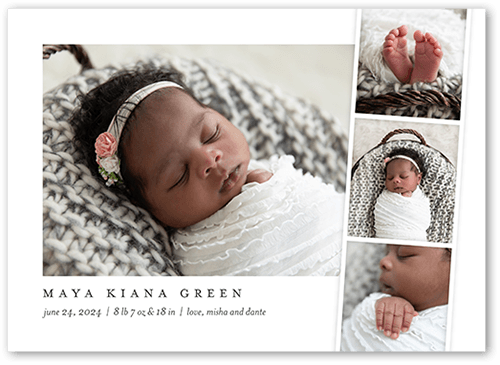 MAYA KIANA GREEN
june 24, 2024 | 8 lb 7 oz & 18 in | love, misha and dante